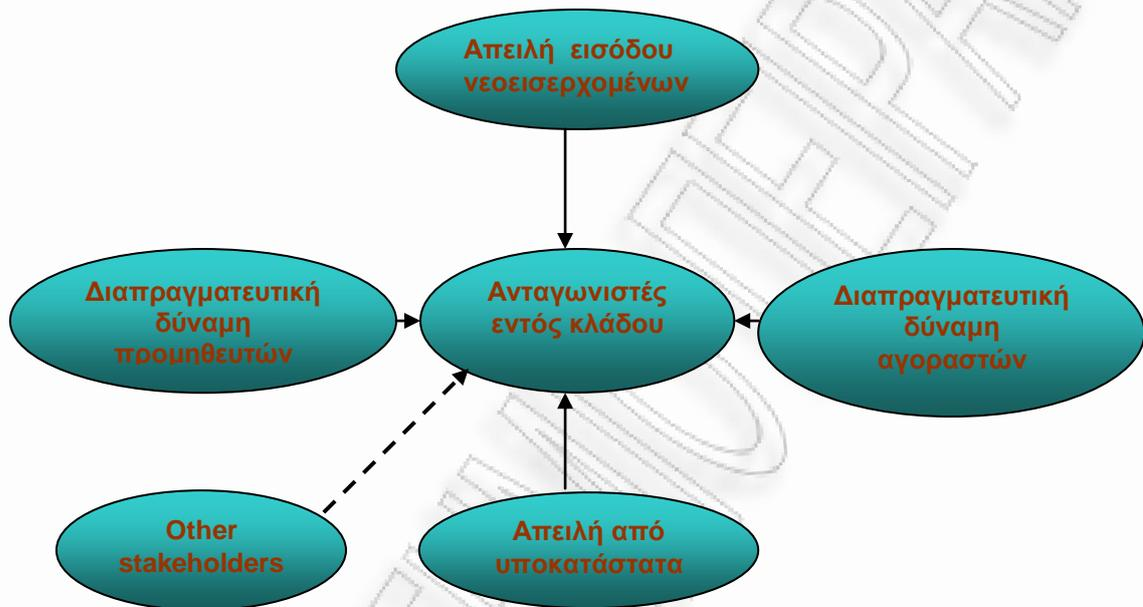 Απειλή εισόδου
νεοεισερχομένων
Διαπραγματευτική
δύναμη
προμηθευτών
Ανταγωνιστές
εντός κλάδου
Διαπραγματευτική
δύναμη
αγοραστών
Other
stakeholders
Απειλή από
υποκατάστατα